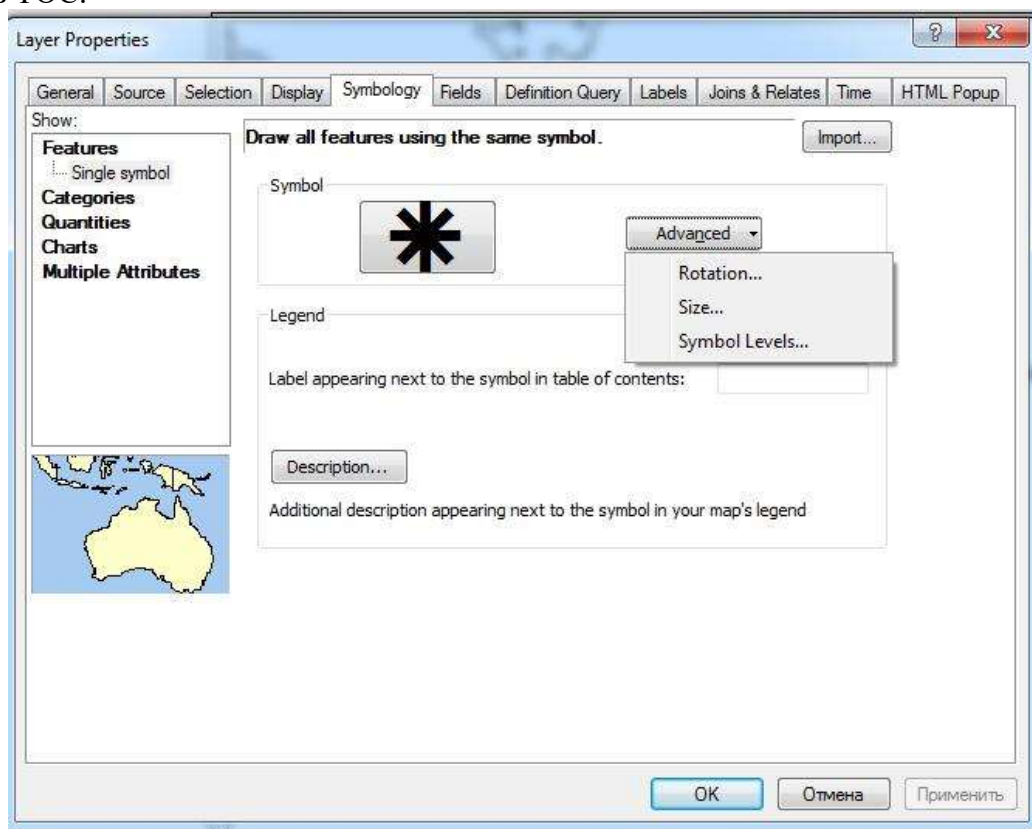 в TOC.
Layer Properties
General Source Selection Display Symbology Fields Definition Query Labels Joins & Relates Time HTML Popup
Show:
Features
Single symbol
Categories
Quantities
Charts
Multiple Attributes
Draw all features using the same symbol.
Import...
Symbol
Advanced
Rotation...
Size...
Symbol Levels...
Legend
Label appearing next to the symbol in table of contents:
Description...
Additional description appearing next to the symbol in your map's legend
OK Отмена Применить